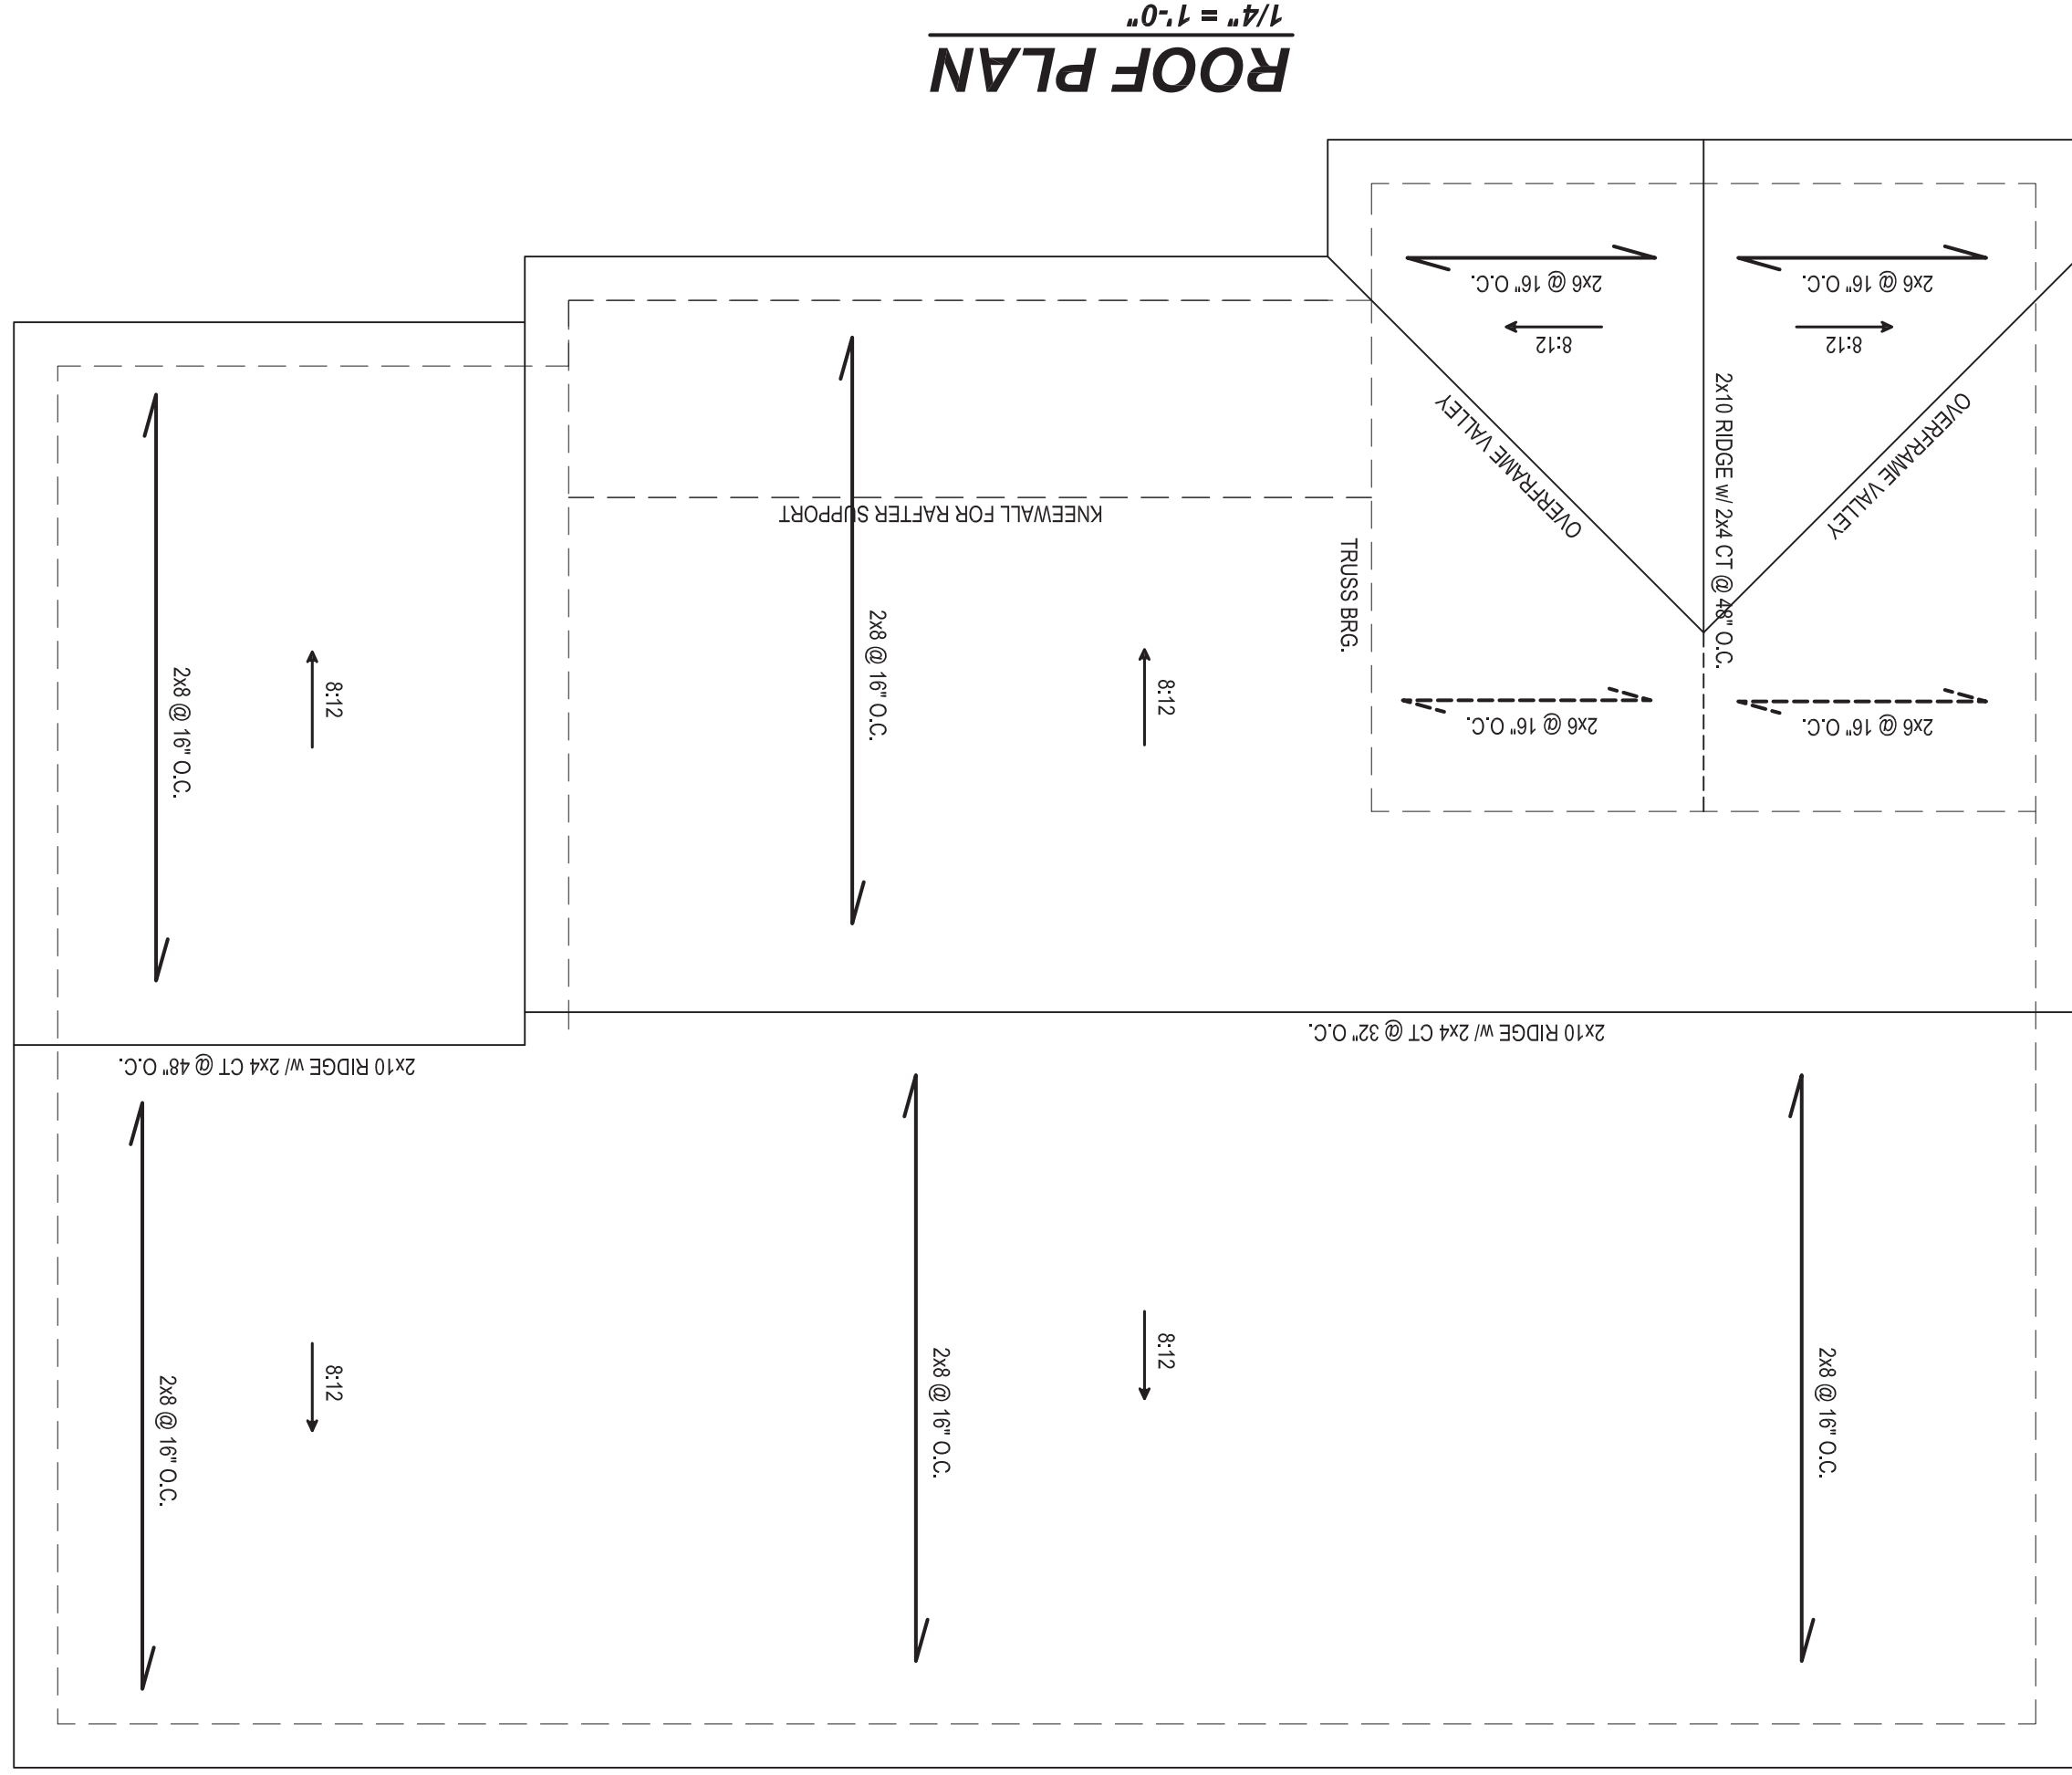 2x8 @ 16" O.C.
2x8 @ 16" O.C.
8:12
2x8 @ 16" O.C.
8:12
2x10 RIDGE w/ 2x4 CT @ 32" O.C.
2x10 RIDGE w/ 2x4 CT @ 48" O.C.
2x6 @ 16" O.C.
2x6 @ 16" O.C.
8:12
2x8 @ 16" O.C.
8:12
2x8 @ 16" O.C.
OVERFRAME VALLEY
2x10 RIDGE w/ 2x4 CT @ 48" O.C.
OVERFRAME VALLEY
TRUSS BRG.
KNEEWALL FOR RAFTER SUPPORT
8:12
8:12
2x6 @ 16" O.C.
2x6 @ 16" O.C.
ROOF PLAN
1/4" = 1'-0"